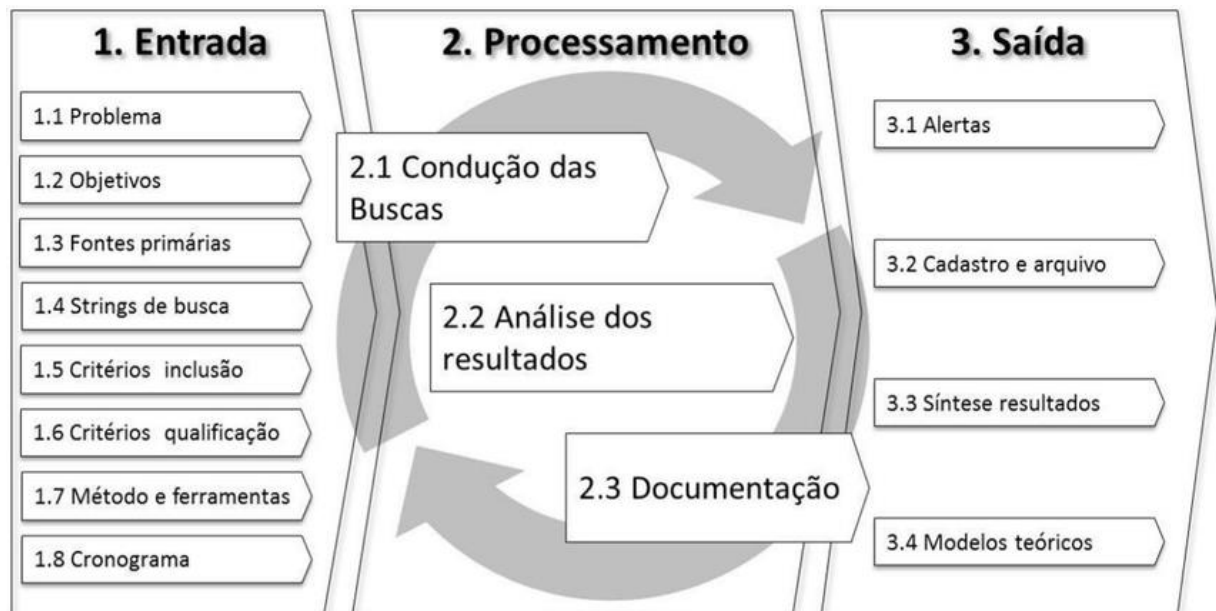 1. Entrada
1.1 Problema
1.2 Objetivos
1.3 Fontes primárias
1.4 Strings de busca
1.5 Critérios inclusão
1.6 Critérios qualificação
1.7 Método e ferramentas
1.8 Cronograma
2. Processamento
2.1 Condução das
Buscas
2.2 Análise dos
resultados
2.3 Documentação
3. Saída
3.1 Alertas
3.2 Cadastro e arquivo
3.3 Síntese resultados
3.4 Modelos teóricos